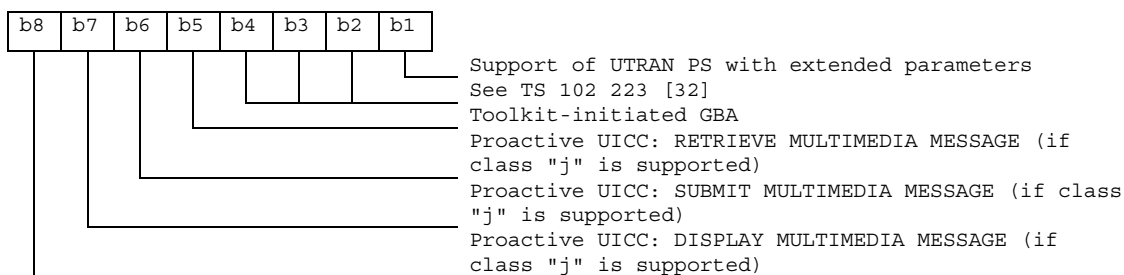 b8 b7 b6 b5 b4 b3 b2 b1
Support of UTRAN PS with extended parameters
See TS 102 223 [32]
Toolkit-initiated GBA
Proactive UICC: RETRIEVE MULTIMEDIA MESSAGE (if
class "j" is supported)
Proactive UICC: SUBMIT MULTIMEDIA MESSAGE (if class
"j" is supported)
Proactive UICC: DISPLAY MULTIMEDIA MESSAGE (if
class "j" is supported)